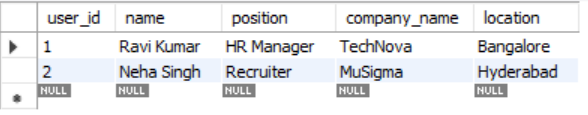 user_id name position company_name location
1 Ravi Kumar HR Manager TechNova Bangalore
2 Neha Singh Recruiter MuSigma Hyderabad
NULL NULL NULL NULL NULL